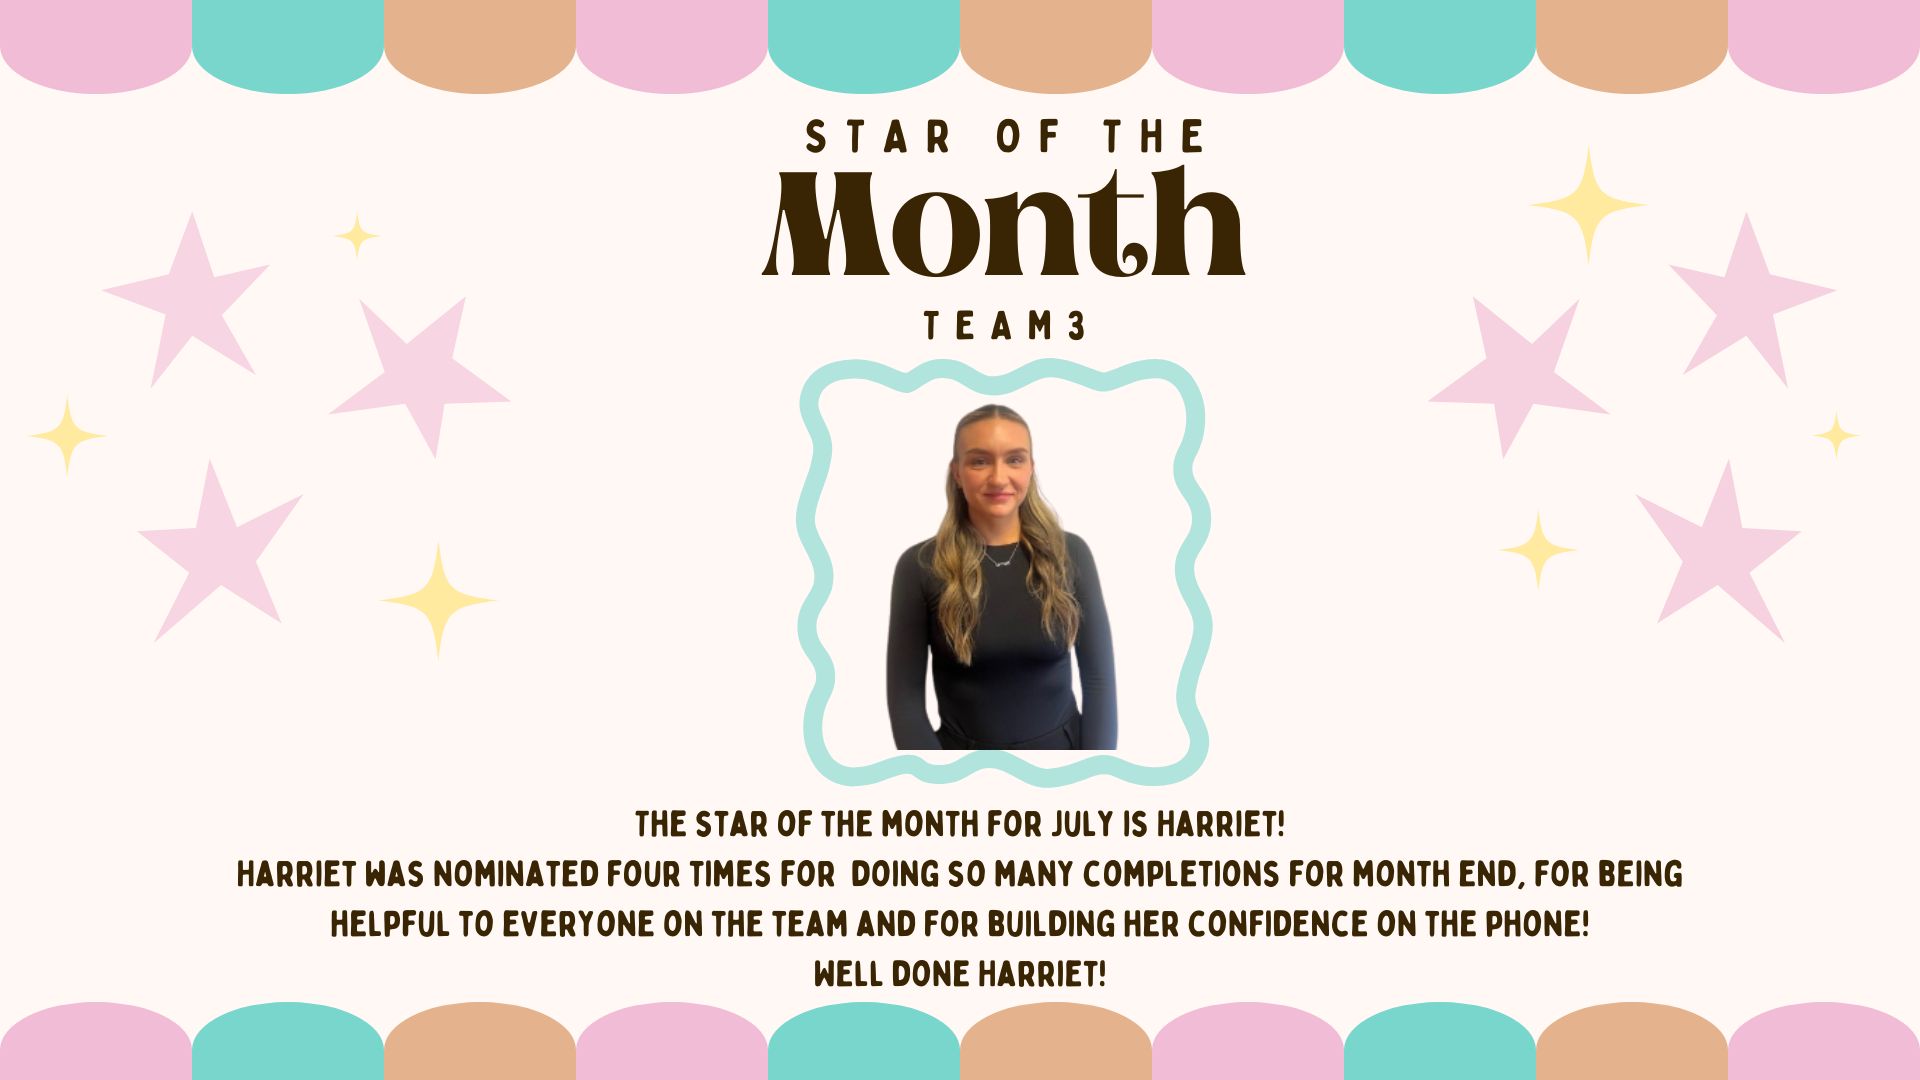 STAR OF THE
Month
TEAM 3
THE STAR OF THE MONTH FOR JULY IS HARRIET!
HARRIET WAS NOMINATED FOUR TIMES FOR  DOING SO MANY COMPLETIONS FOR MONTH END, FOR BEING
HELPFUL TO EVERYONE ON THE TEAM AND FOR BUILDING HER CONFIDENCE ON THE PHONE!
WELL DONE HARRIET!